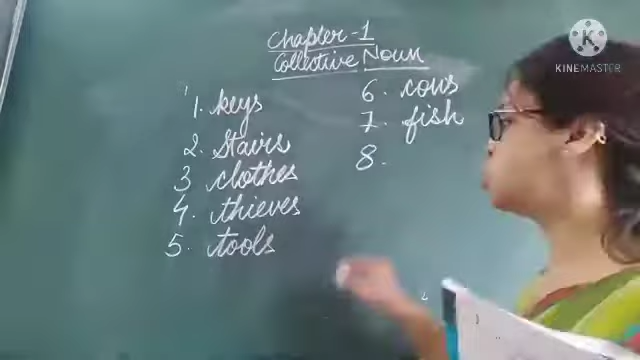 Chapter-1
Collective Noun
1. keys
2. Stairs
3 clothes
4. thieves
5. tools
6. cows
7. fish
8.
K
KINEMASTER